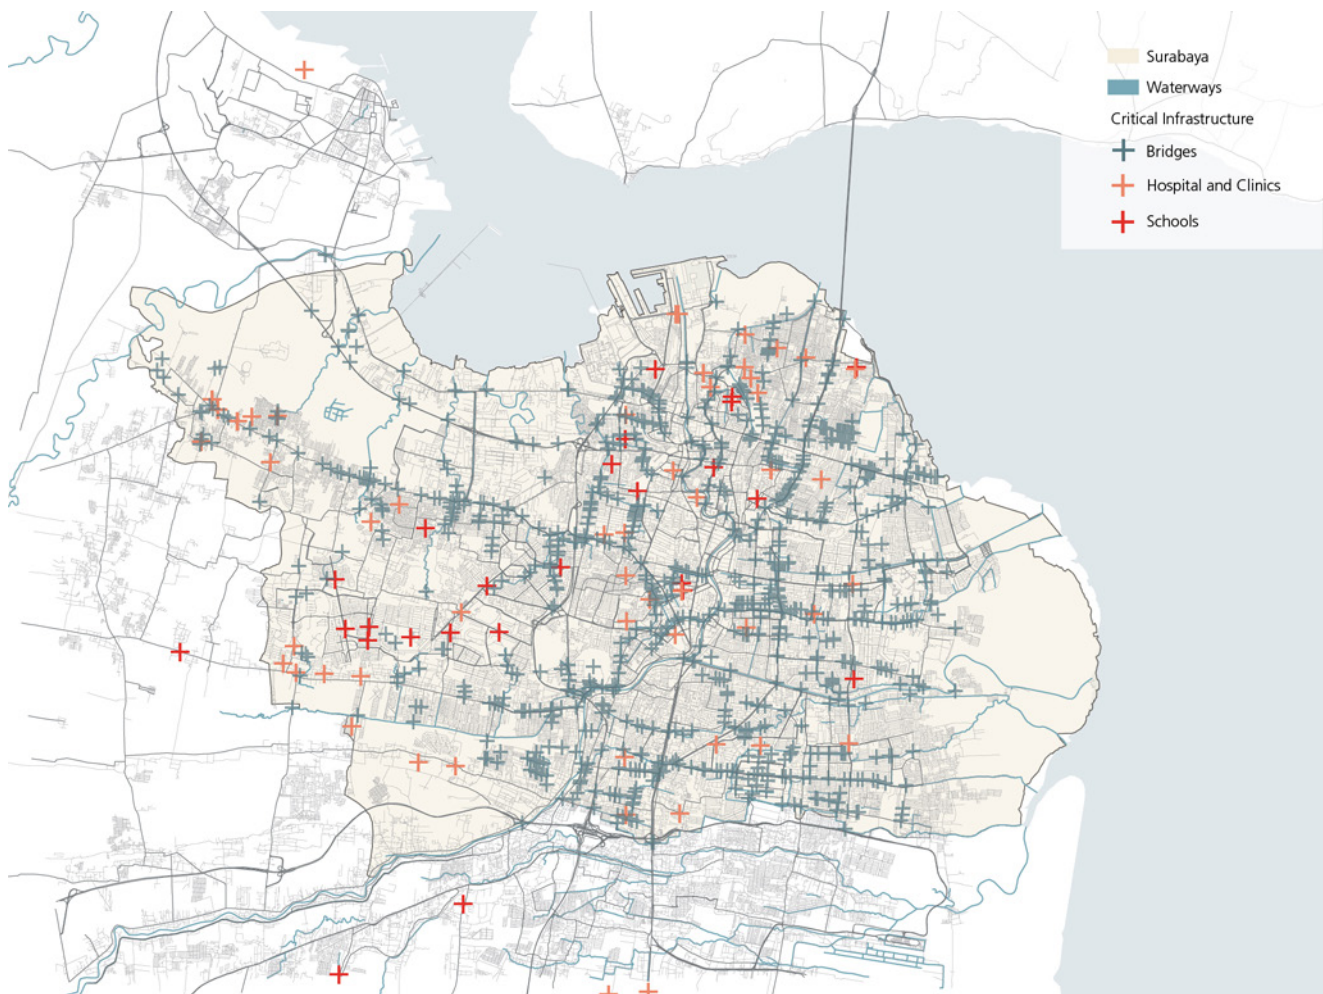 Surabaya
Waterways
Critical Infrastructure
Bridges
Hospital and Clinics
Schools